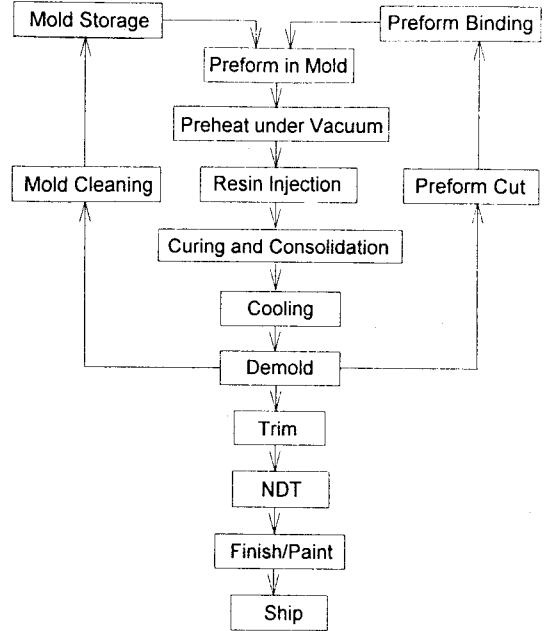 Mold Storage
Preform Binding
Preform in Mold
Preheat under Vacuum
Mold Cleaning
Resin Injection
Preform Cut
Curing and Consolidation
Cooling
Demold
Trim
NDT
Finish/Paint
Ship